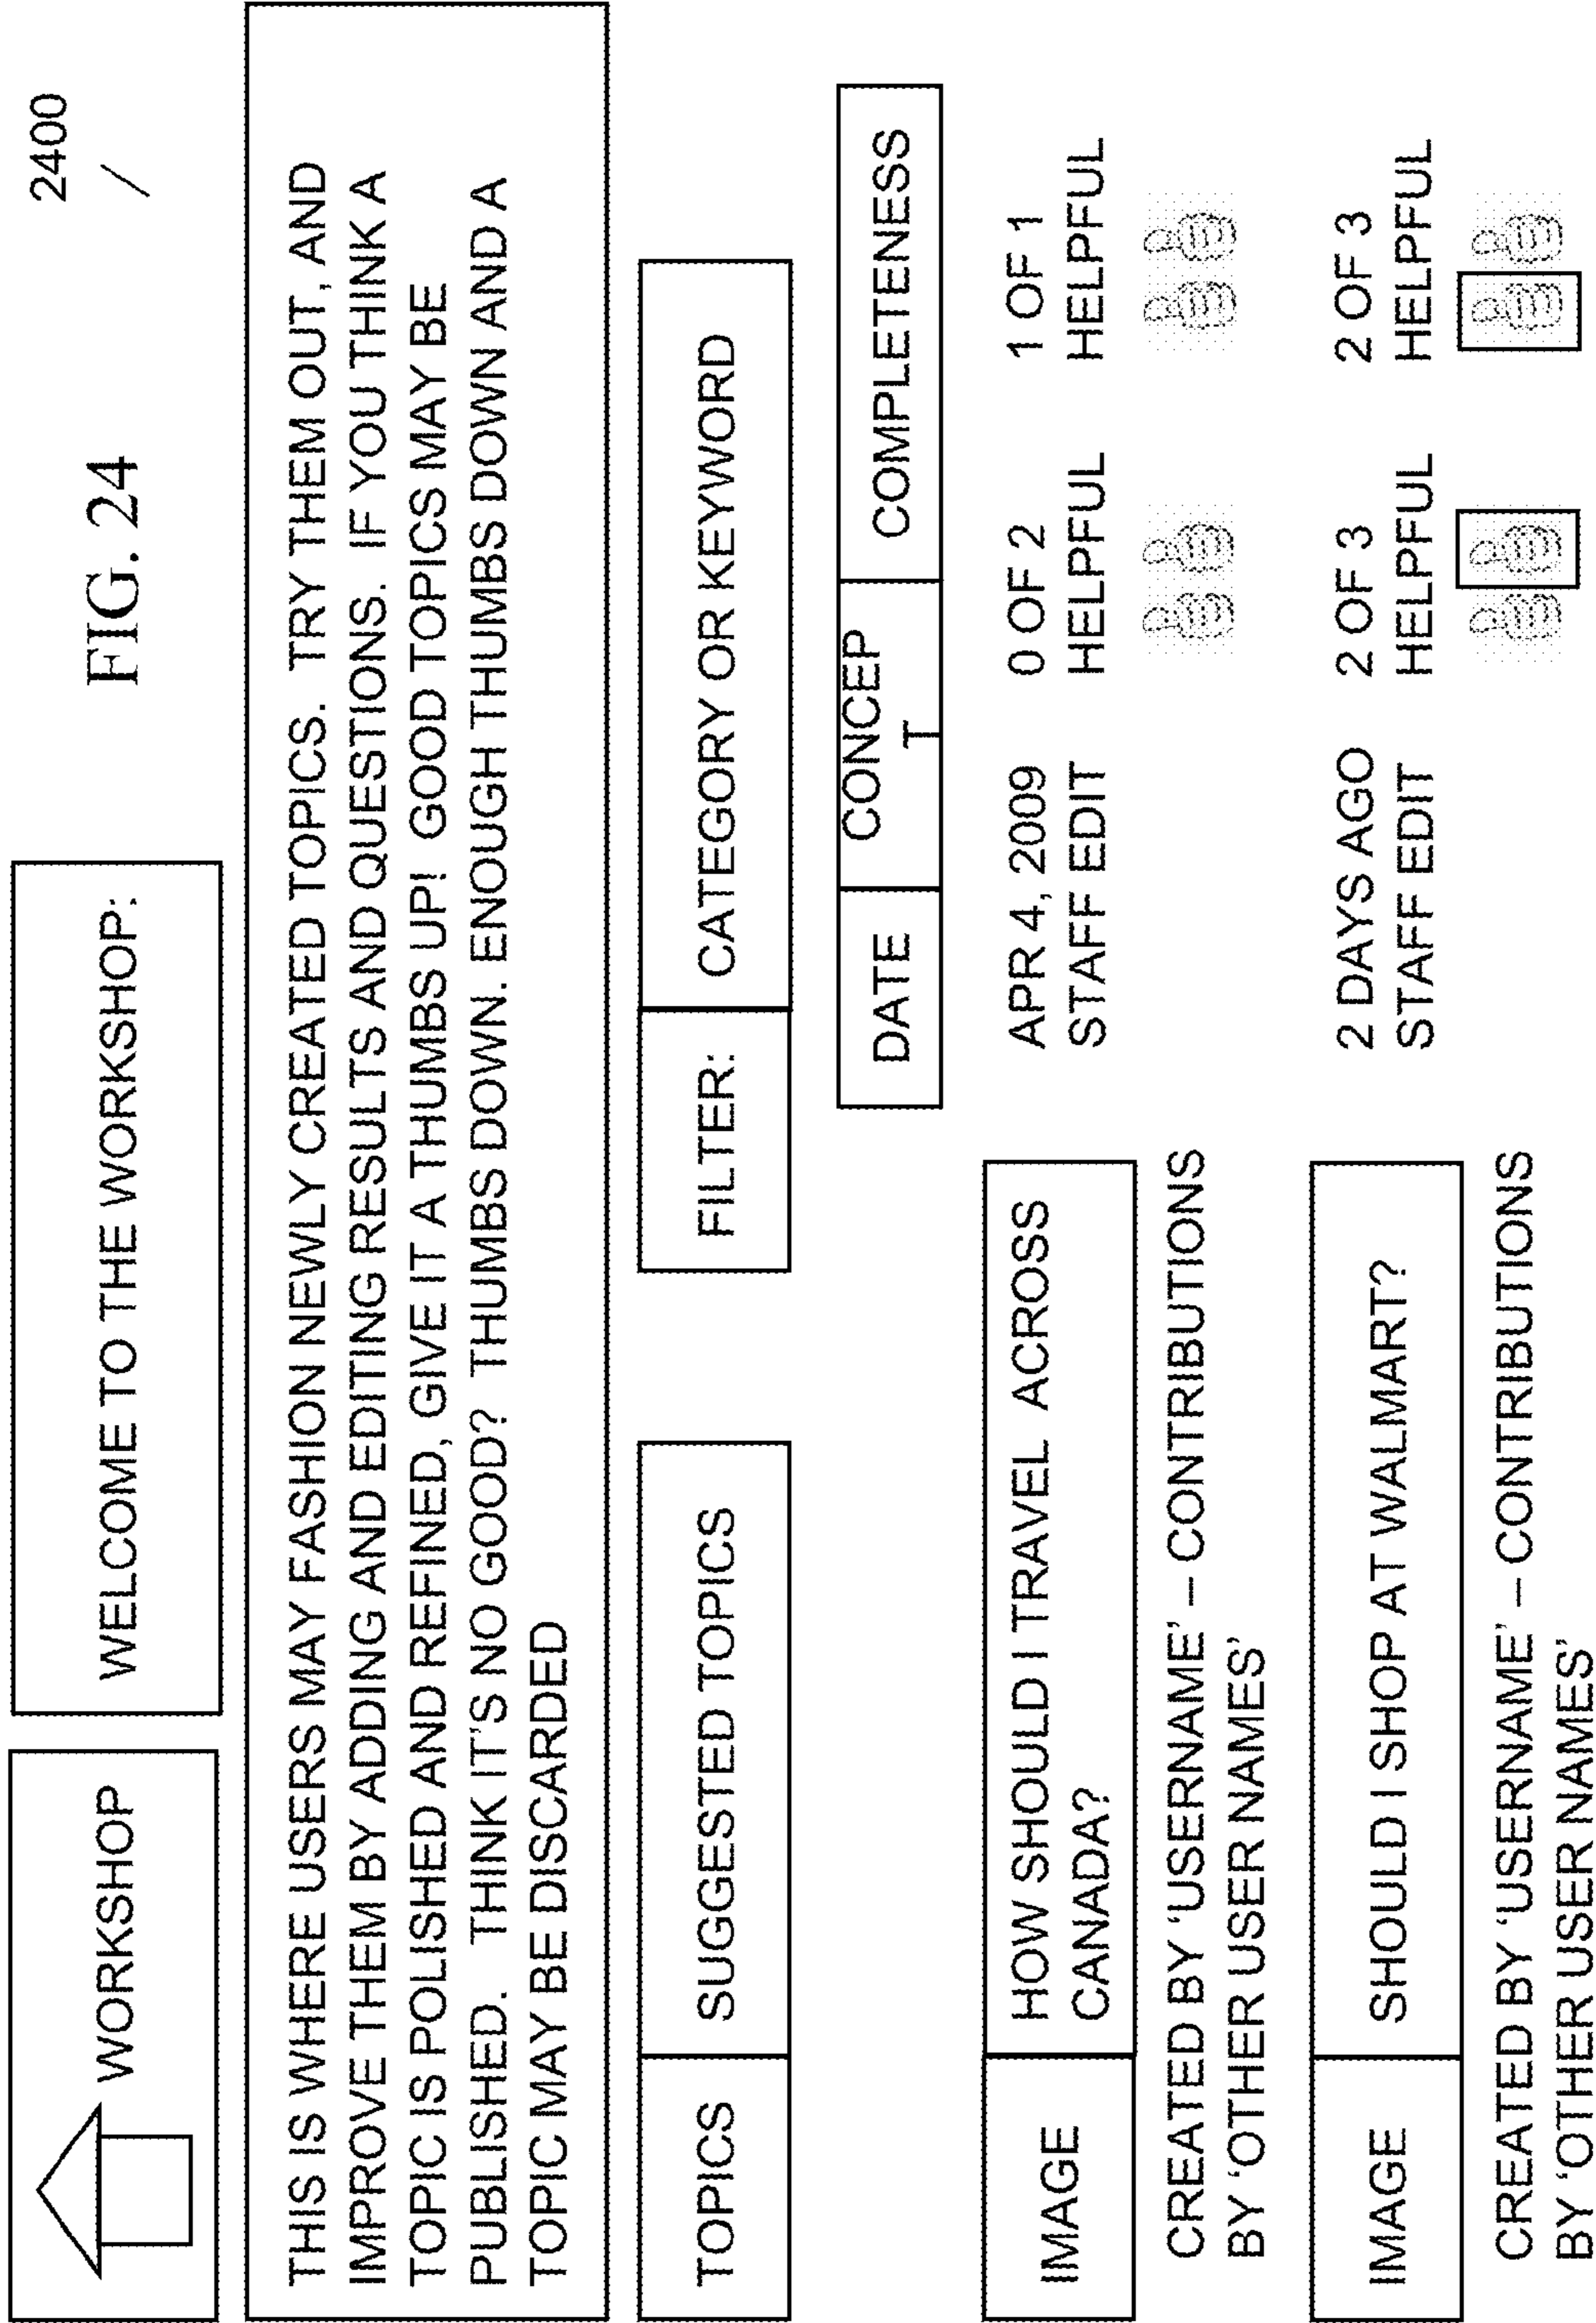 2400
/
FIG. 24
WORKSHOP
WELCOME TO THE WORKSHOP:
THIS IS WHERE USERS MAY FASHION NEWLY CREATED TOPICS. TRY THEM OUT, AND
IMPROVE THEM BY ADDING AND EDITING RESULTS AND QUESTIONS. IF YOU THINK A
TOPIC IS POLISHED AND REFINED, GIVE IT A THUMBS UP! GOOD TOPICS MAY BE
PUBLISHED. THINK IT'S NO GOOD? THUMBS DOWN. ENOUGH THUMBS DOWN AND A
TOPIC MAY BE DISCARDED
TOPICS
SUGGESTED TOPICS
FILTER:
CATEGORY OR KEYWORD
DATE
CONCEP
T
COMPLETENESS
IMAGE
HOW SHOULD I TRAVEL ACROSS
CANADA?
APR 4, 2009
STAFF EDIT
0 OF 2
HELPFUL
1 OF 1
HELPFUL
CREATED BY 'USERNAME' – CONTRIBUTIONS
BY 'OTHER USER NAMES'
IMAGE
SHOULD I SHOP AT WALMART?
2 DAYS AGO
STAFF EDIT
2 OF 3
HELPFUL
2 OF 3
HELPFUL
CREATED BY 'USERNAME' – CONTRIBUTIONS
BY 'OTHER USER NAMES'